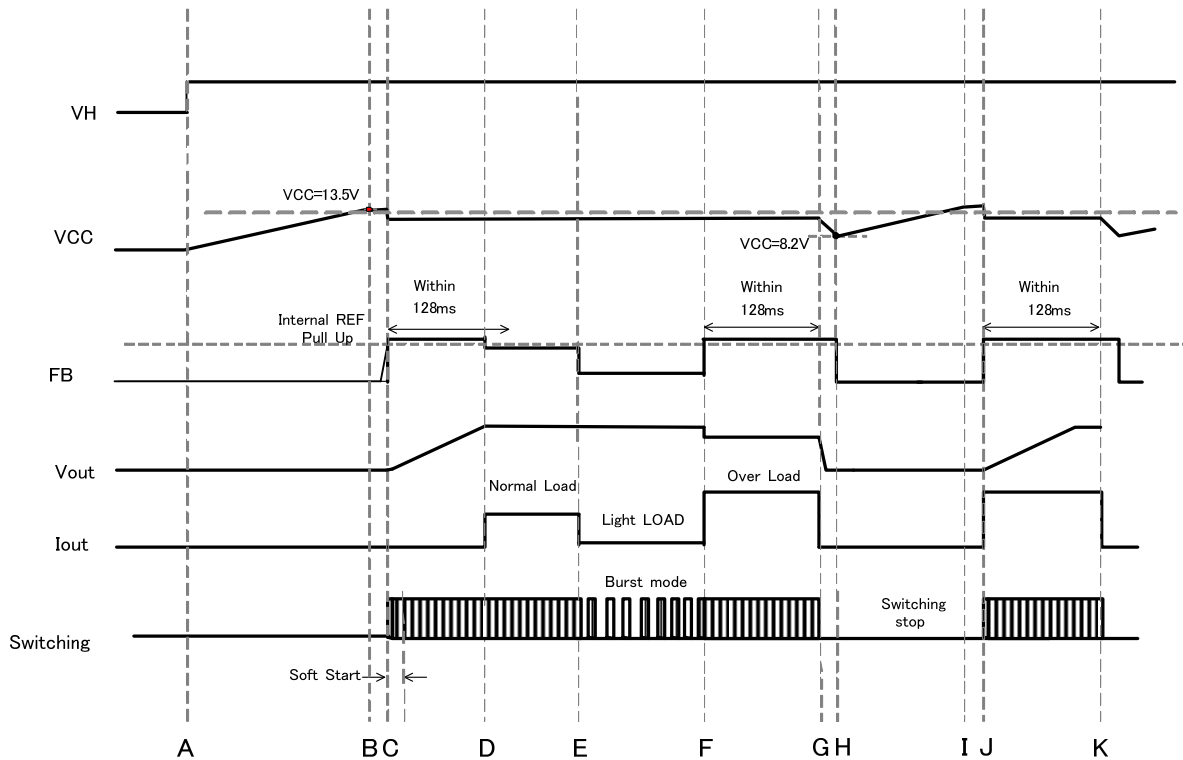 VH
VCC=13.5V
VCC
VCC=8.2V
Within
128ms
Within
128ms
Within
128ms
Internal REF
Pull Up
FB
Vout
Normal Load
Over Load
Light LOAD
Iout
Burst mode
Switching
stop
Switching
Soft Start
A B C D E F G H I J K